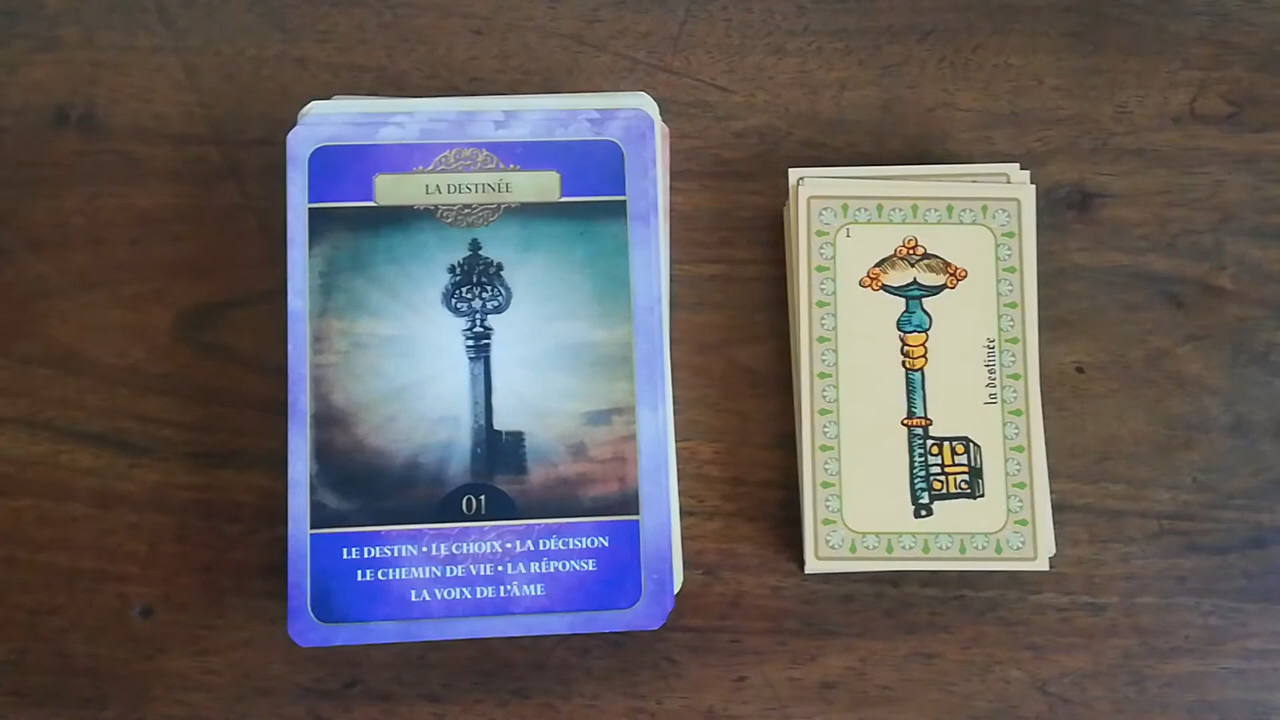 LA DESTINÉE
01
LE DESTIN • LE CHOIX • LA DÉCISION
LE CHEMIN DE VIE • LA RÉPONSE
LA VOIX DE L'ÂME
1
la destinée